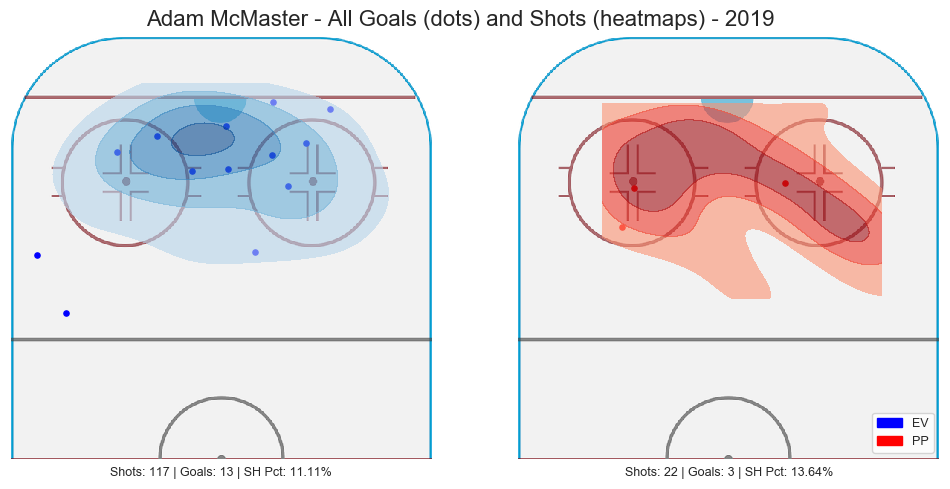 Adam McMaster - All Goals (dots) and Shots (heatmaps) - 2019
EV
PP
Shots: 117 | Goals: 13 | SH Pct: 11.11%
Shots: 22 | Goals: 3 | SH Pct: 13.64%